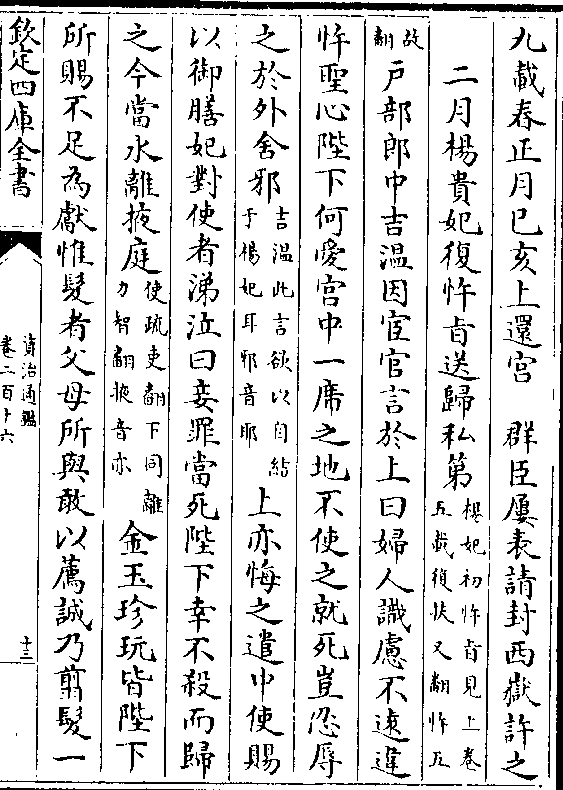 九載春正月已亥上還宫　群臣屢表請封西嶽許之
二月楊貴妃復忤㫖送歸私第
楊妃初忤㫖見上卷
五載復扶又翻忤五
故翻
户部郎中吉温因宦官言於上曰婦人識慮不遠違
忤聖心陛下何愛宫中一席之地不使之就死豈忍辱
之於外舍邪
吉温此言欲以自結
于楊妃耳邪音耶
上亦悔之遣中使賜
以御膳妃對使者涕泣曰妾罪當死陛下幸不殺而歸
之今當永離掖庭
使疏吏翻下同離
力智翻掖音亦
金玉珍玩皆陛下
所賜不足為獻惟髮者父母所與敢以薦誠乃翦髮一
欽定四庫全書
資治通鑑
卷二百十六
十三